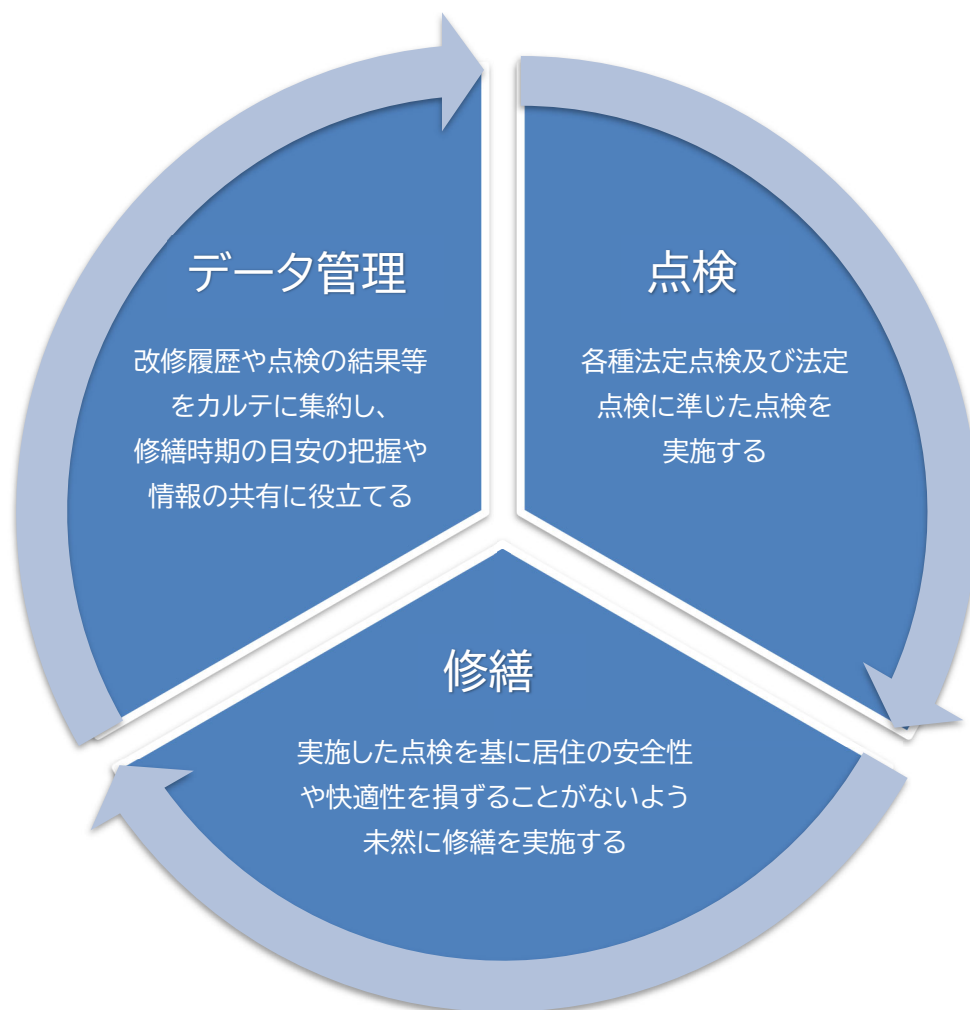 データ管理
改修履歴や点検の結果等
をカルテに集約し、
修繕時期の目安の把握や
情報の共有に役立てる
点検
各種法定点検及び法定
点検に準じた点検を
実施する
修繕
実施した点検を基に居住の安全性
や快適性を損ずることがないよう
未然に修繕を実施する